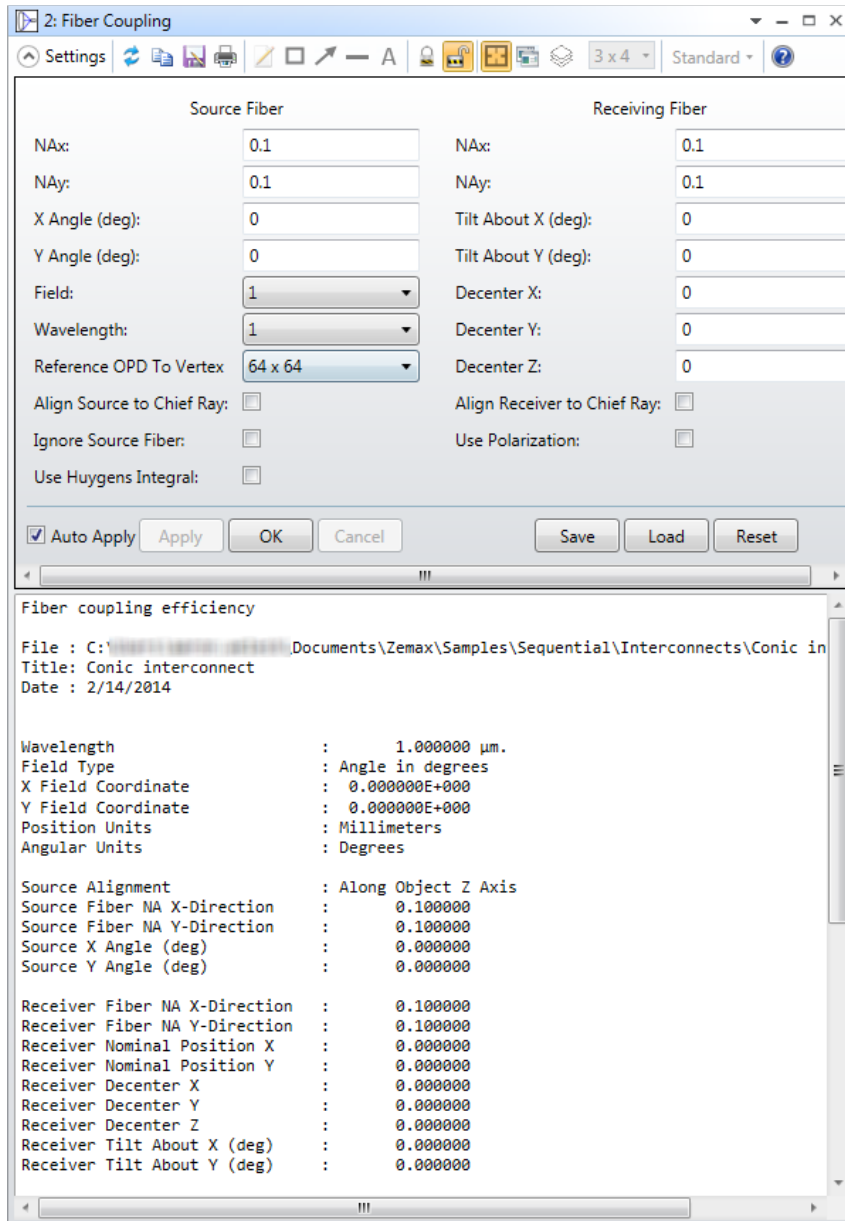 2: Fiber Coupling
Settings A 3 x 4 Standard ?
Source Fiber Receiving Fiber
NAx: 0.1 NAx: 0.1
NAy: 0.1 NAy: 0.1
X Angle (deg): 0 Tilt About X (deg): 0
Y Angle (deg): 0 Tilt About Y (deg): 0
Field: 1 Decenter X: 0
Wavelength: 1 Decenter Y: 0
Reference OPD To Vertex 64 x 64 Decenter Z: 0
Align Source to Chief Ray: Align Receiver to Chief Ray:
Ignore Source Fiber: Use Polarization:
Use Huygens Integral:
Auto Apply Apply OK Cancel Save Load Reset
Fiber coupling efficiency
File : C:\ Documents\Zemax\Samples\Sequential\Interconnects\Conic in
Title: Conic interconnect
Date : 2/14/2014
Wavelength : 1.000000 µm.
Field Type : Angle in degrees
X Field Coordinate : 0.000000E+000
Y Field Coordinate : 0.000000E+000
Position Units : Millimeters
Angular Units : Degrees
Source Alignment : Along Object Z Axis
Source Fiber NA X-Direction : 0.100000
Source Fiber NA Y-Direction : 0.100000
Source X Angle (deg) : 0.000000
Source Y Angle (deg) : 0.000000
Receiver Fiber NA X-Direction : 0.100000
Receiver Fiber NA Y-Direction : 0.100000
Receiver Nominal Position X : 0.000000
Receiver Nominal Position Y : 0.000000
Receiver Decenter X : 0.000000
Receiver Decenter Y : 0.000000
Receiver Decenter Z : 0.000000
Receiver Tilt About X (deg) : 0.000000
Receiver Tilt About Y (deg) : 0.000000